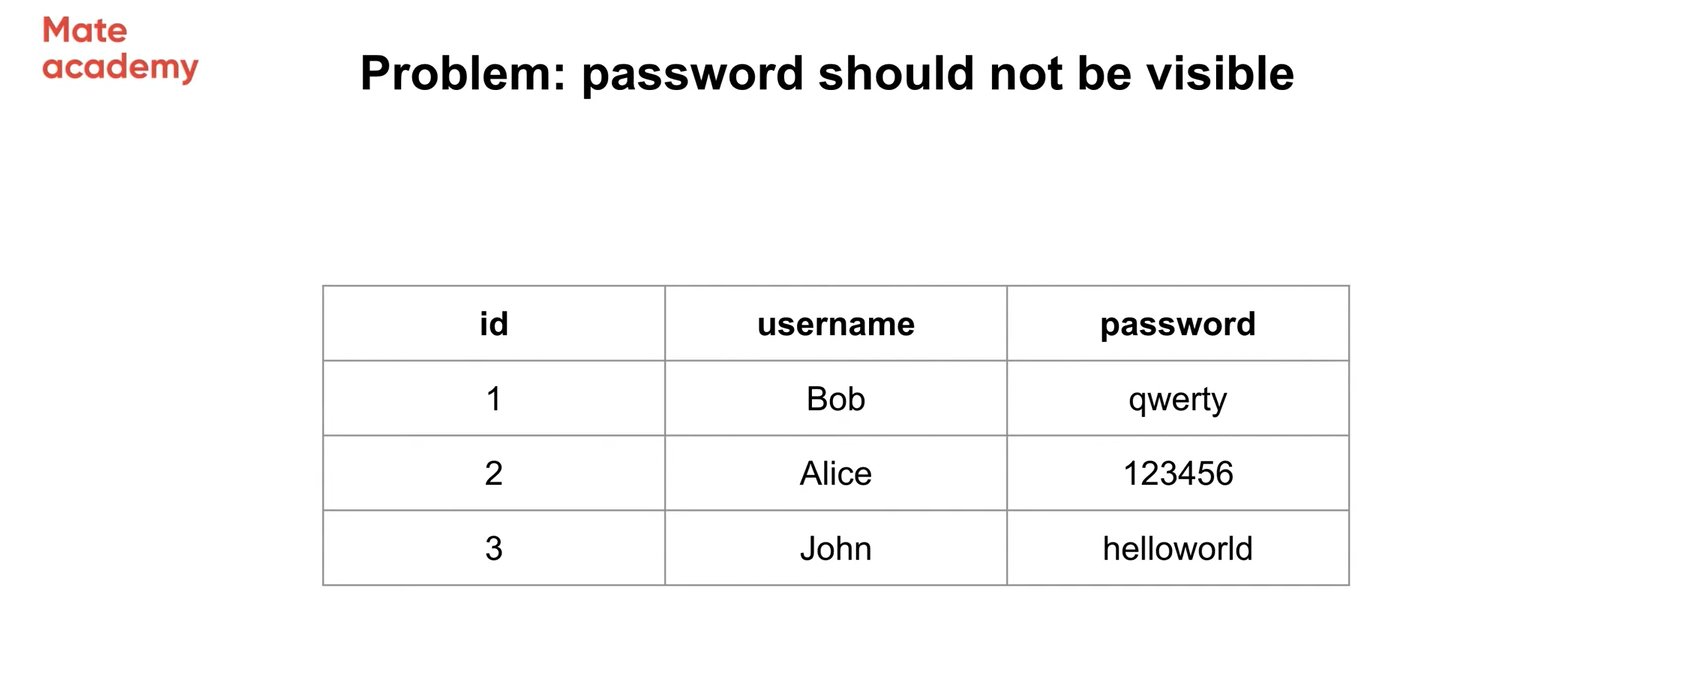 Mate
academy
Problem: password should not be visible
id username password
1 Bob qwerty
2 Alice 123456
3 John helloworld